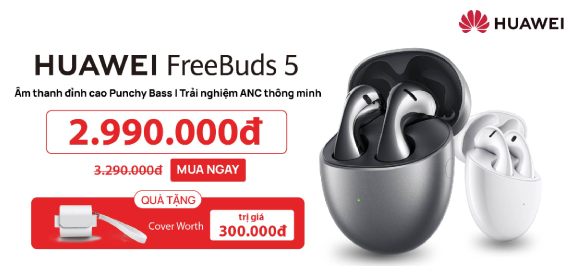 HUAWEI
HUAWEI FreeBuds 5
Âm thanh đỉnh cao Punchy Bass | Trải nghiệm ANC thông minh
2.990.000đ
3.290.000đ MUA NGAY
QUÀ TẶNG
Cover Worth
trị giá
300.000đ